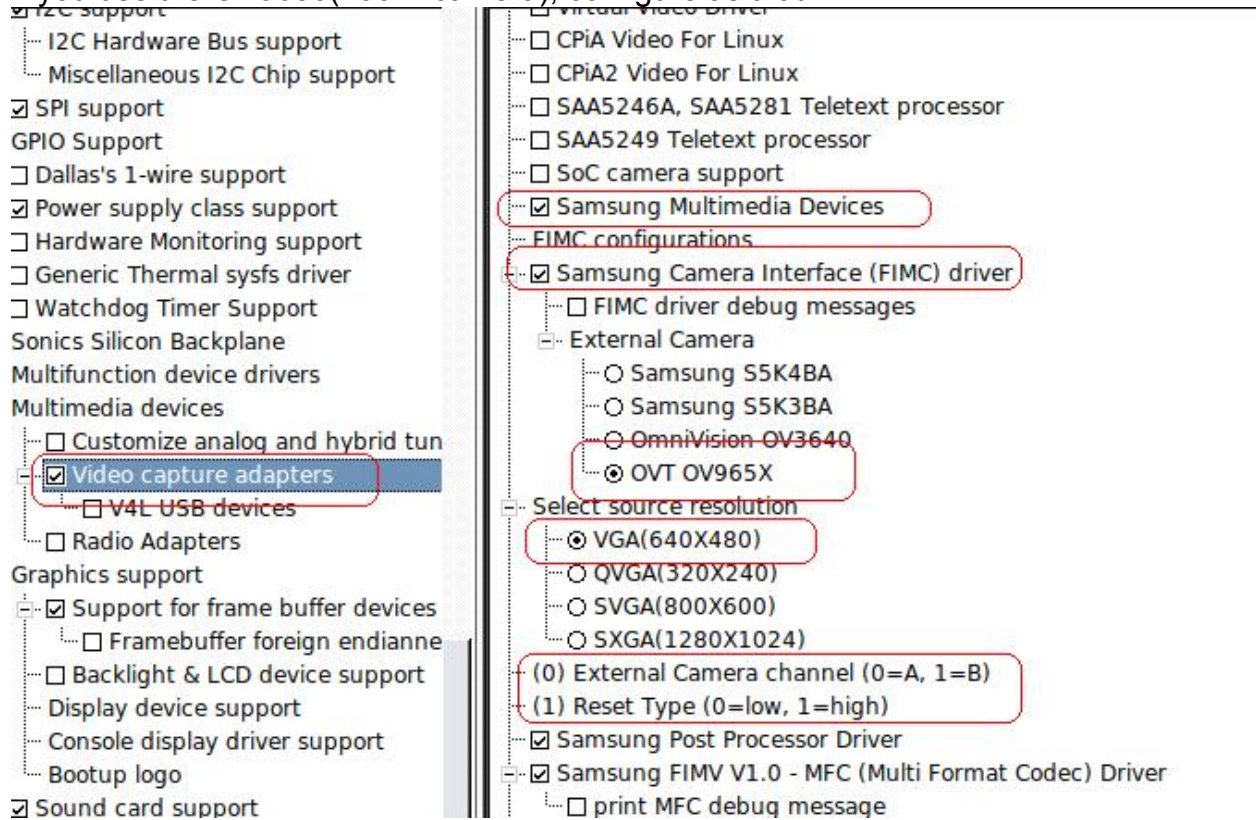 I2C support
I2C Hardware Bus support
Miscellaneous I2C Chip support
SPI support
GPIO Support
Dallas's 1-wire support
Power supply class support
Hardware Monitoring support
Generic Thermal sysfs driver
Watchdog Timer Support
Sonics Silicon Backplane
Multifunction device drivers
Multimedia devices
Customize analog and hybrid tun
Video capture adapters
V4L USB devices
Radio Adapters
Graphics support
Support for frame buffer devices
Framebuffer foreign endianne
Backlight & LCD device support
Display device support
Console display driver support
Bootup logo
Sound card support
Virtual Video Driver
CPiA Video For Linux
CPiA2 Video For Linux
SAA5246A, SAA5281 Teletext processor
SAA5249 Teletext processor
SoC camera support
Samsung Multimedia Devices
FIMC configurations
Samsung Camera Interface (FIMC) driver
FIMC driver debug messages
External Camera
Samsung S5K4BA
Samsung S5K3BA
OmniVision OV3640
OVT OV965X
Select source resolution
VGA(640X480)
QVGA(320X240)
SVGA(800X600)
SXGA(1280X1024)
(0) External Camera channel (0=A, 1=B)
(1) Reset Type (0=low, 1=high)
Samsung Post Processor Driver
Samsung FIMV V1.0 - MFC (Multi Format Codec) Driver
print MFC debug message